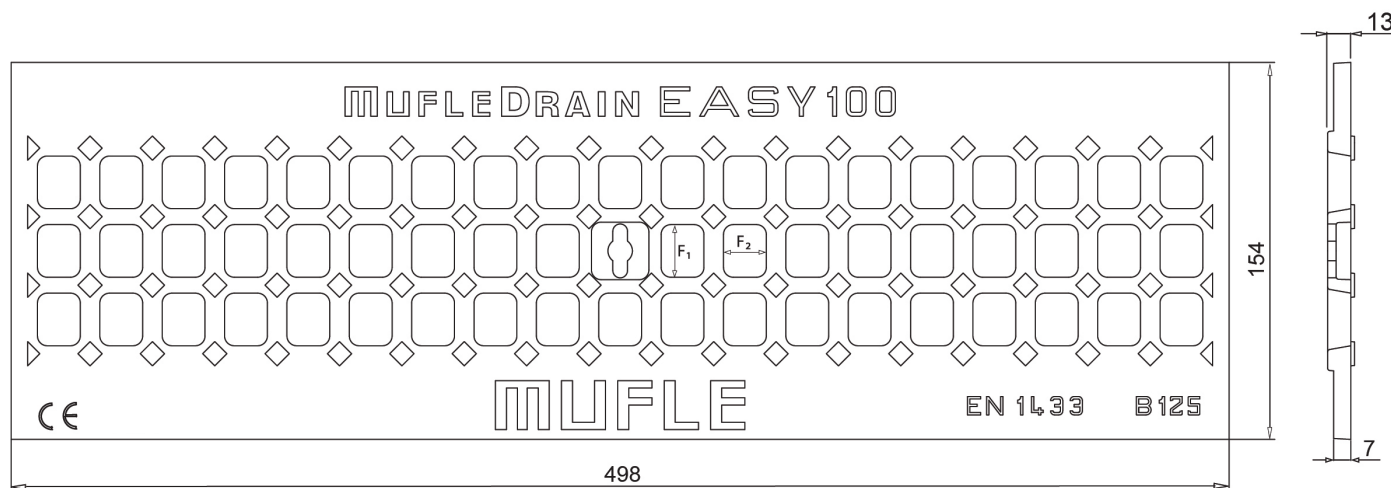 13
MUFLEDRAIN EASY100
F₁
F₂
154
MUFLE
CE
EN 1433 B125
498
7